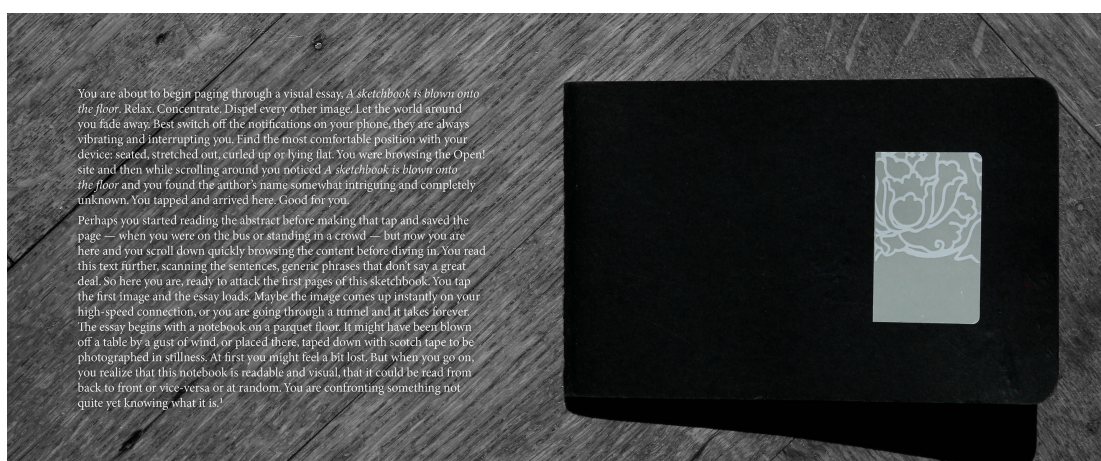 You are about to begin paging through a visual essay. A sketchbook is blown onto
the floor. Relax. Concentrate. Dispel every other image. Let the world around
you fade away. Best switch off the notifications on your phone, they are always
vibrating and interrupting you. Find the most comfortable position with your
device: seated, stretched out, curled up or lying flat. You were browsing the Open!
site and then while scrolling around you noticed A sketchbook is blown onto
the floor and you found the author's name somewhat intriguing and completely
unknown. You tapped and arrived here. Good for you.
Perhaps you started reading the abstract before making that tap and saved the
page — when you were on the bus or standing in a crowd — but now you are
here and you scroll down quickly browsing the content before diving in. You read
this text further, scanning the sentences, generic phrases that don't say a great
deal. So here you are, ready to attack the first pages of this sketchbook. You tap
the first image and the essay loads. Maybe the image comes up instantly on your
high-speed connection, or you are going through a tunnel and it takes forever.
The essay begins with a notebook on a parquet floor. It might have been blown
off a table by a gust of wind, or placed there, taped down with scotch tape to be
photographed in stillness. At first you might feel a bit lost. But when you go on,
you realize that this notebook is readable and visual, that it could be read from
back to front or vice-versa or at random. You are confronting something not
quite yet knowing what it is.¹